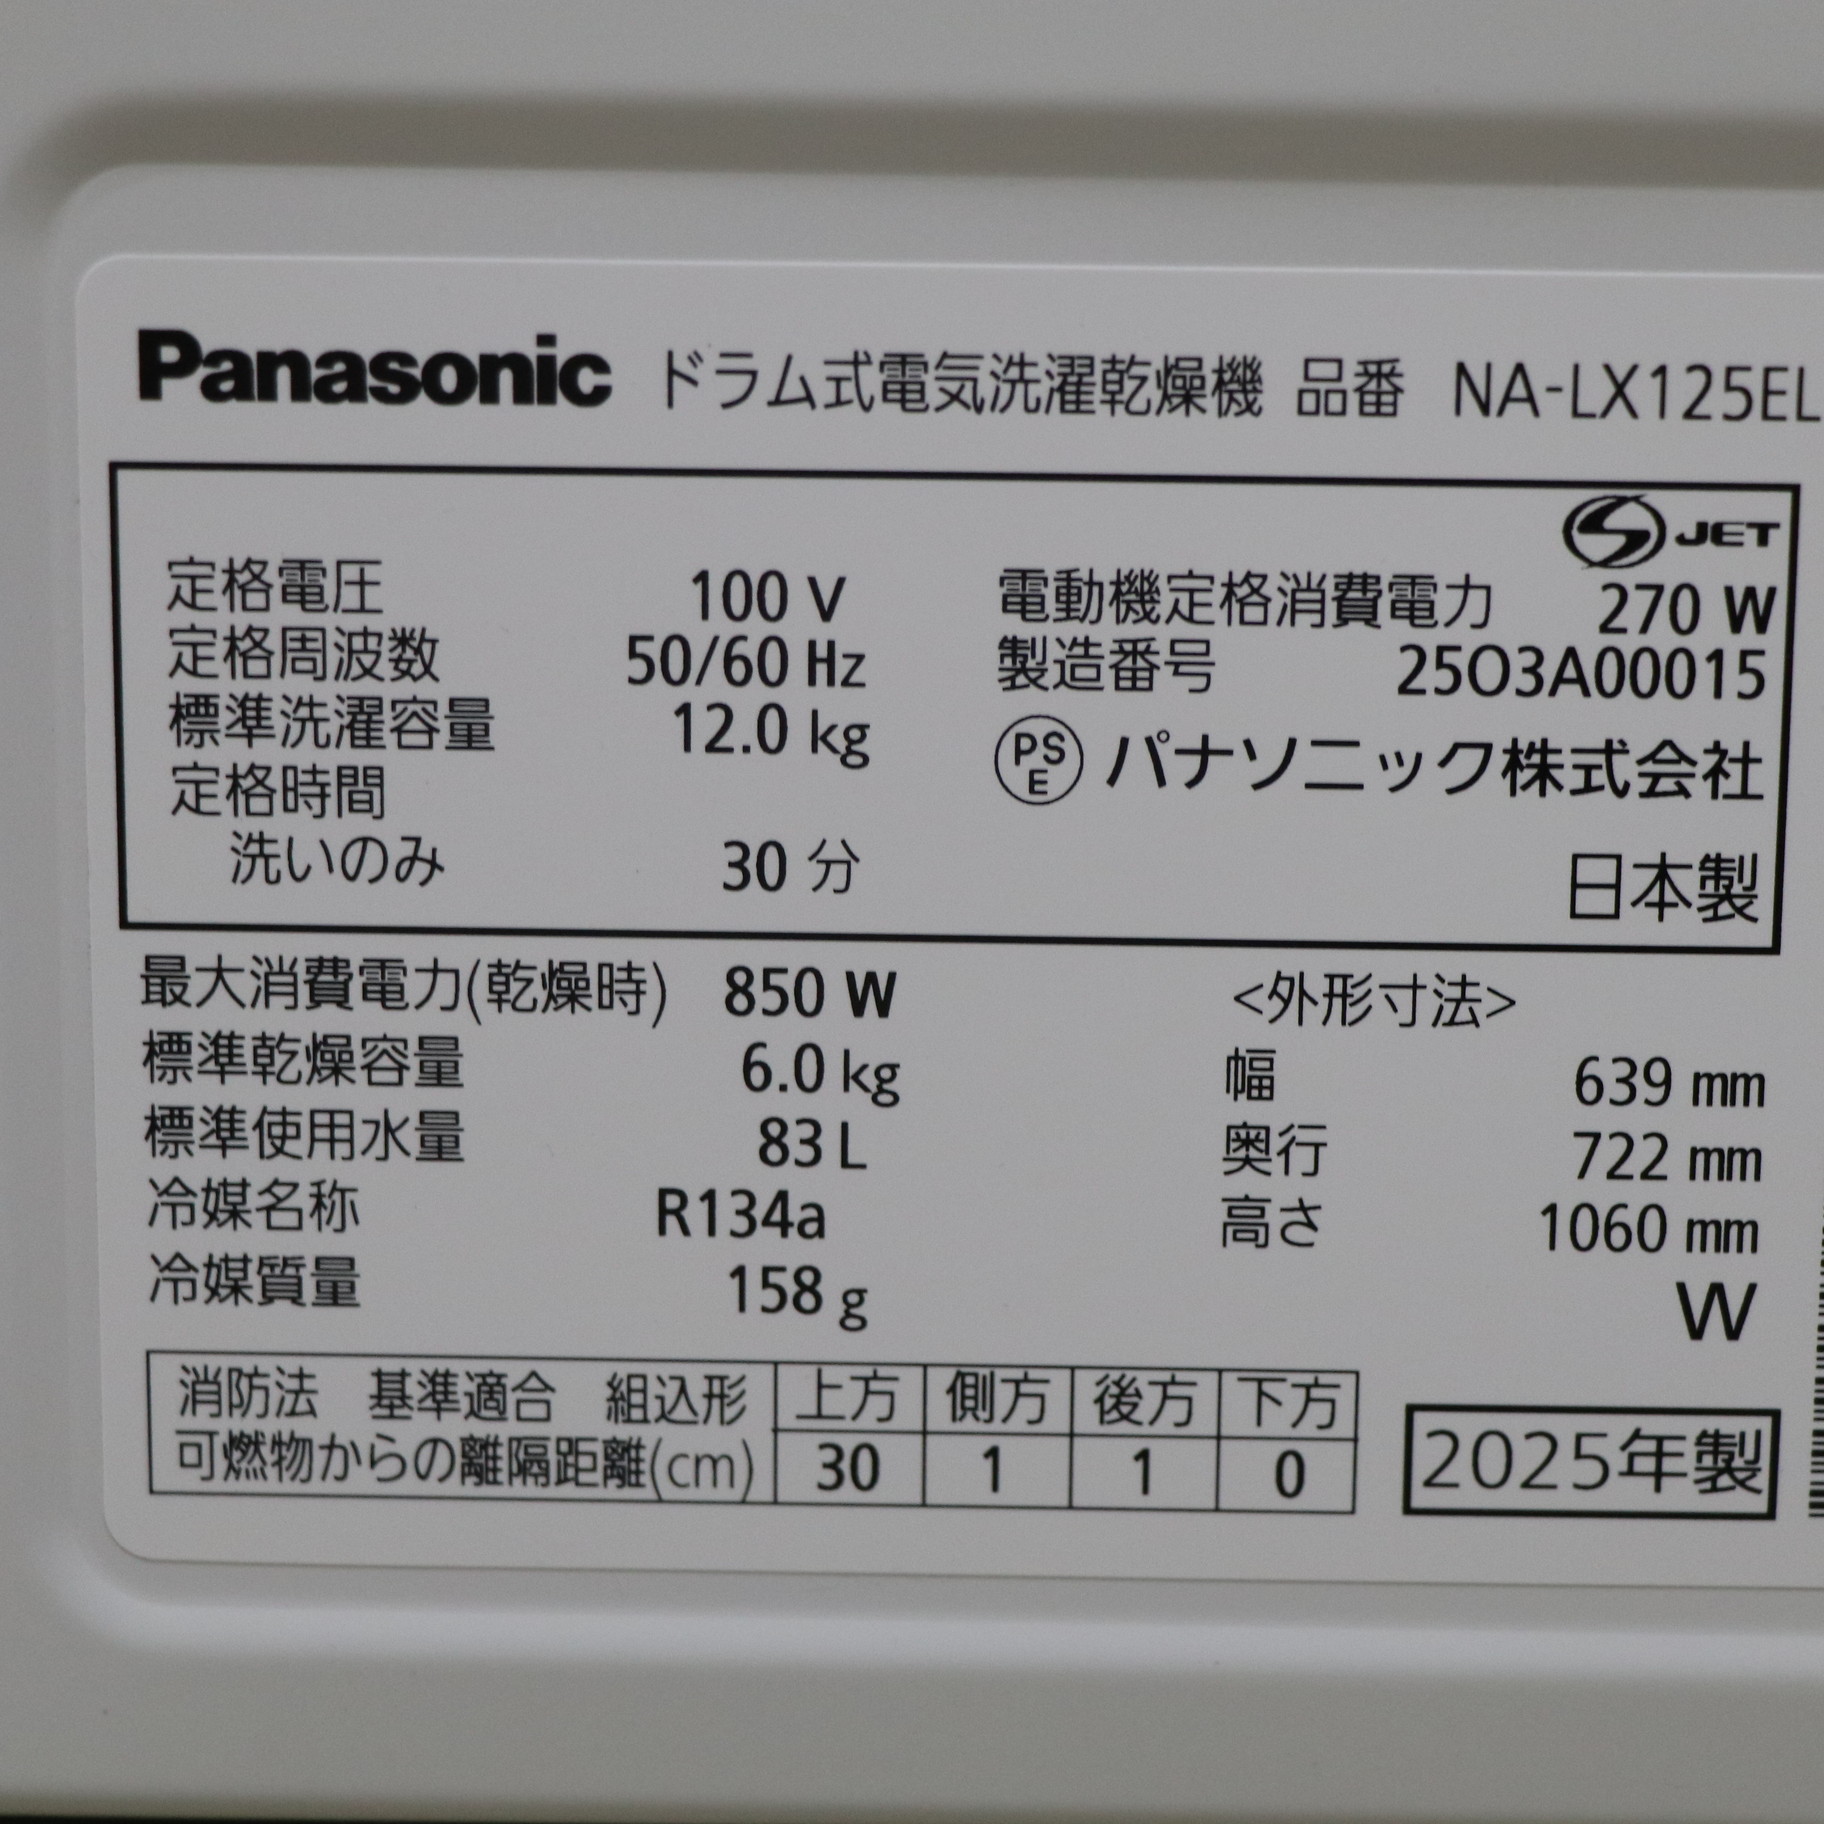 Panasonic ドラム式電気洗濯乾燥機 品番 NA-LX125EL
JET
定格電圧 100 V
定格周波数 50/60 Hz
標準洗濯容量 12.0 kg
定格時間
洗いのみ 30 分
電動機定格消費電力 270 W
製造番号 25O3A00015
PSE パナソニック株式会社
日本製
最大消費電力(乾燥時) 850 W
標準乾燥容量 6.0 kg
標準使用水量 83 L
冷媒名称 R134a
冷媒質量 158 g
<外形寸法>
幅 639 mm
奥行 722 mm
高さ 1060 mm
W
消防法 基準適合 組込形 上方 側方 後方 下方
可燃物からの離隔距離(cm) 30 1 1 0
2025年製